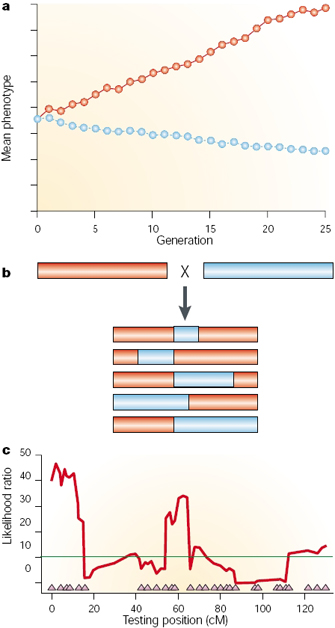 a
Mean phenotype
0 5 10 15 20 25
Generation
b
X
c
Likelihood ratio
50
40
30
20
10
0
0 20 40 60 80 100 120
Testing position (cM)